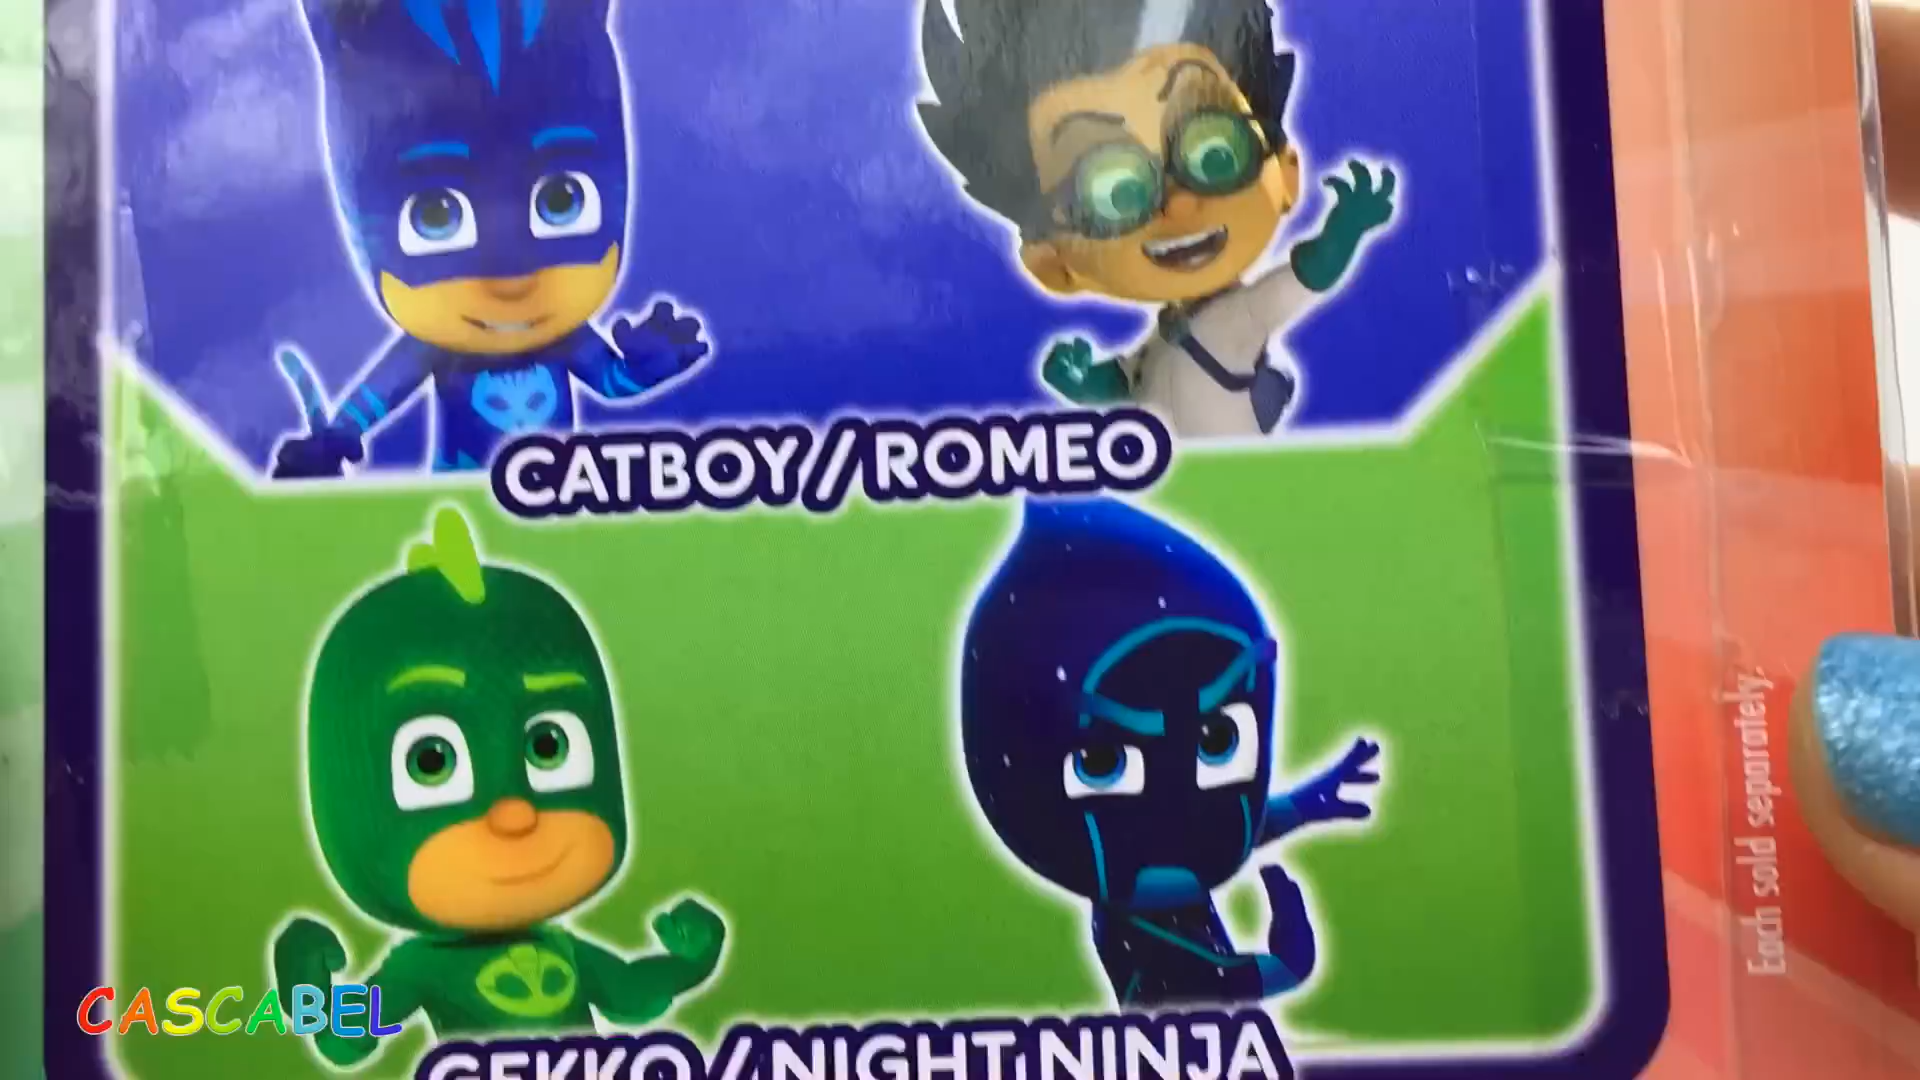 CATBOY / ROMEO
Each sold separately.
CASCABEL
GEKKO / NIGHT NINJA